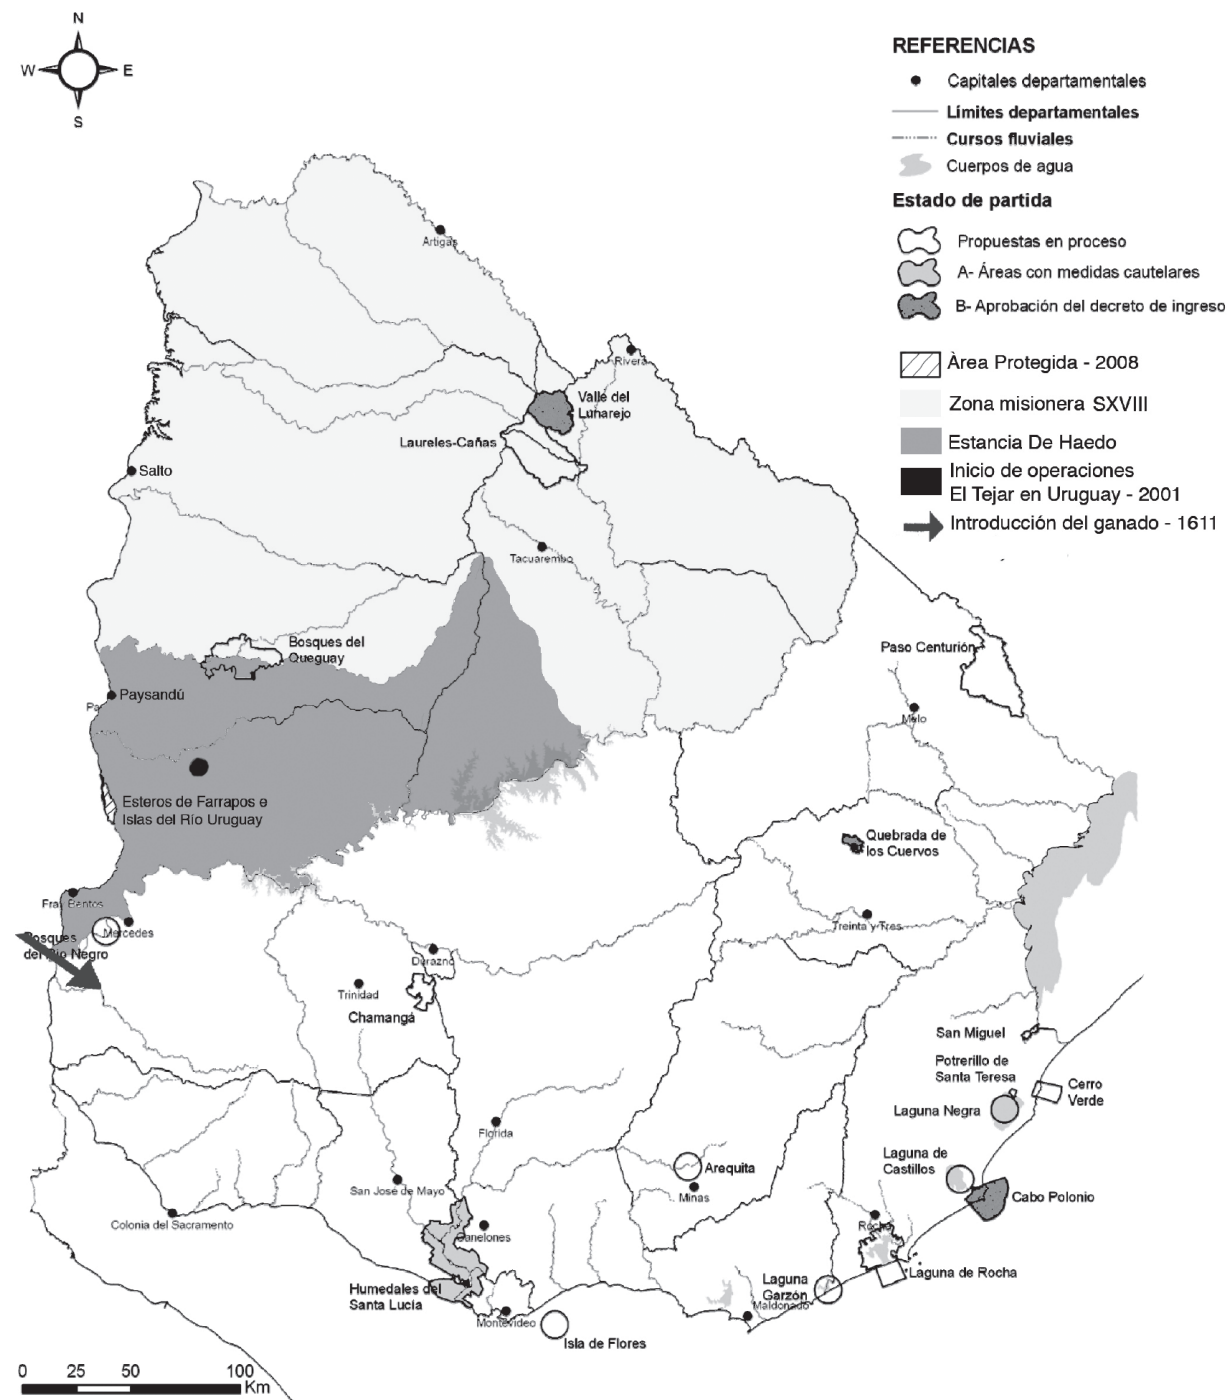 N
W
E
S
REFERENCIAS
Capitales departamentales
Límites departamentales
Cursos fluviales
Cuerpos de agua
Estado de partida
Propuestas en proceso
A- Áreas con medidas cautelares
B- Aprobación del decreto de ingreso
Àrea Protegida - 2008
Zona misionera SXVIII
Estancia De Haedo
Inicio de operaciones
El Tejar en Uruguay - 2001
Introducción del ganado - 1611
Artigas
Rivera
Valle del
Lunarejo
Laureles-Cañas
Salto
Tacuarembo
Bosques del
Queguay
Paso Centurión
Paysandú
Pa
Melo
Esteros de Farrapos e
Islas del Río Uruguay
Quebrada de
los Cuervos
Fray Bentos
Mercedes
Treinta y Tres
Bosques
del Río Negro
Durazno
Trinidad
Chamangá
San Miguel
Potrerillo de
Santa Teresa
Cerro
Verde
Laguna Negra
Florida
Laguna de
Castillos
Arequita
Minas
San José de Mayo
Cabo Polonio
Colonia del Sacramento
Canelones
Rocha
Laguna de Rocha
Laguna
Garzón
Maldonado
Humedales del
Santa Lucía
Montevideo
Isla de Flores
0 25 50 100
Km